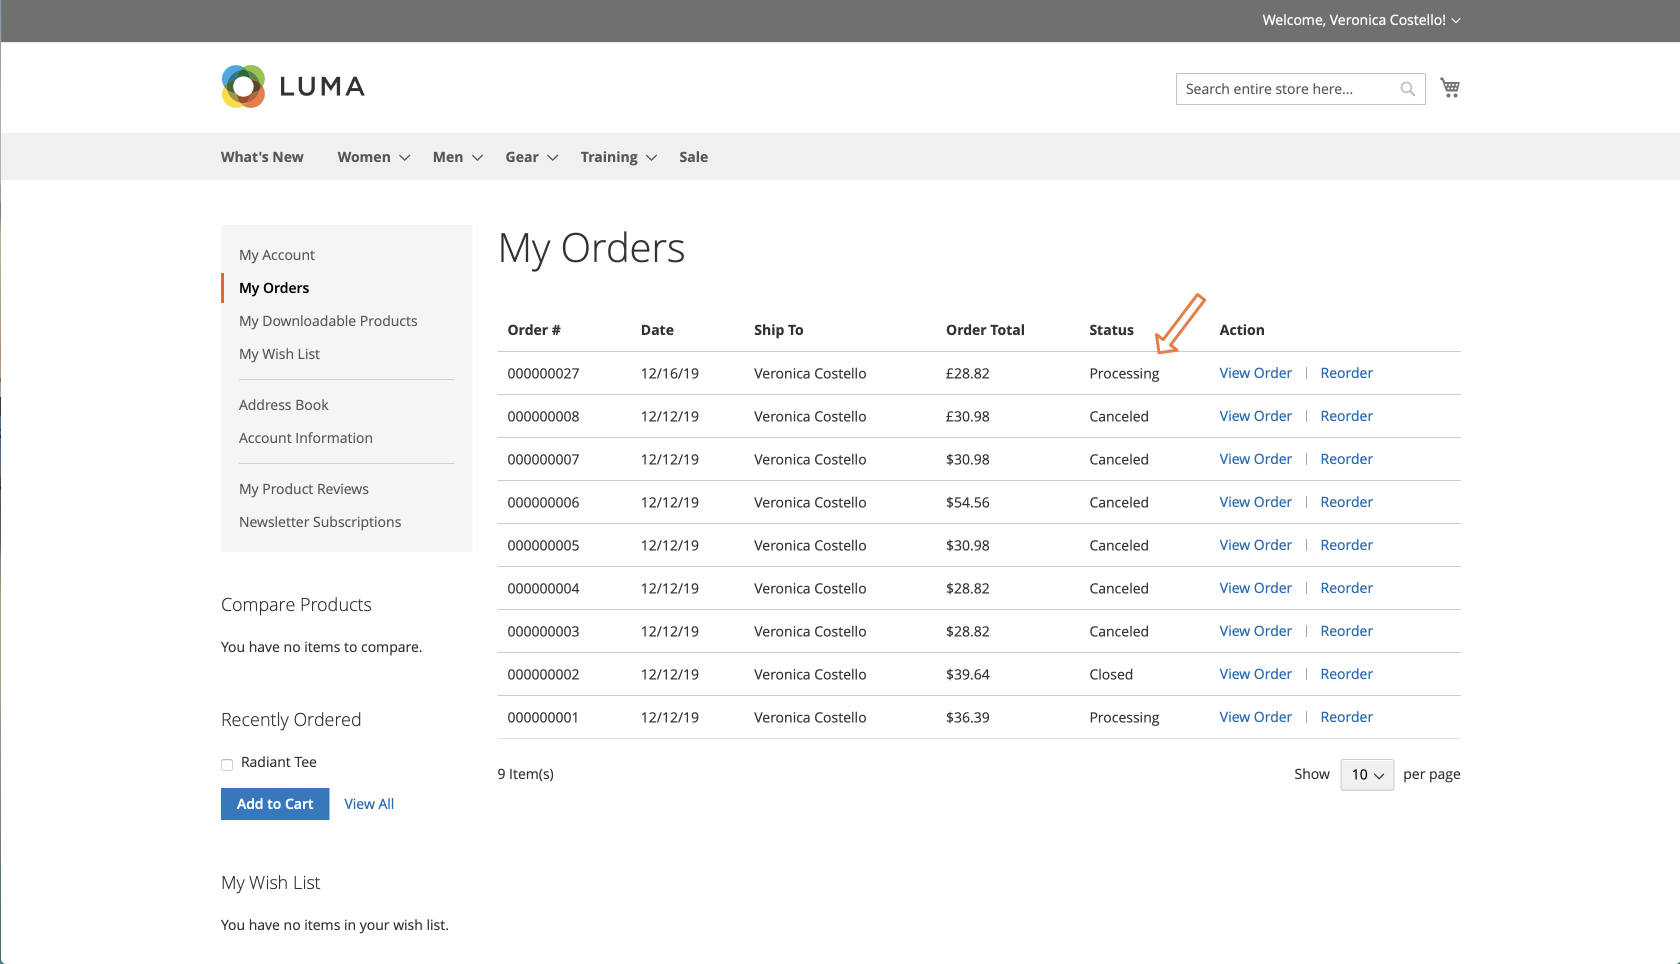 Welcome, Veronica Costello!
LUMA
Search entire store here...
What's New Women Men Gear Training Sale
My Account
My Orders
My Downloadable Products
My Wish List
Address Book
Account Information
My Product Reviews
Newsletter Subscriptions
Compare Products
You have no items to compare.
Recently Ordered
Radiant Tee
Add to Cart View All
My Wish List
You have no items in your wish list.
My Orders
Order # Date Ship To Order Total Status Action
000000027 12/16/19 Veronica Costello £28.82 Processing View Order | Reorder
000000008 12/12/19 Veronica Costello £30.98 Canceled View Order | Reorder
000000007 12/12/19 Veronica Costello $30.98 Canceled View Order | Reorder
000000006 12/12/19 Veronica Costello $54.56 Canceled View Order | Reorder
000000005 12/12/19 Veronica Costello $30.98 Canceled View Order | Reorder
000000004 12/12/19 Veronica Costello $28.82 Canceled View Order | Reorder
000000003 12/12/19 Veronica Costello $28.82 Canceled View Order | Reorder
000000002 12/12/19 Veronica Costello $39.64 Closed View Order | Reorder
000000001 12/12/19 Veronica Costello $36.39 Processing View Order | Reorder
9 Item(s) Show 10 per page